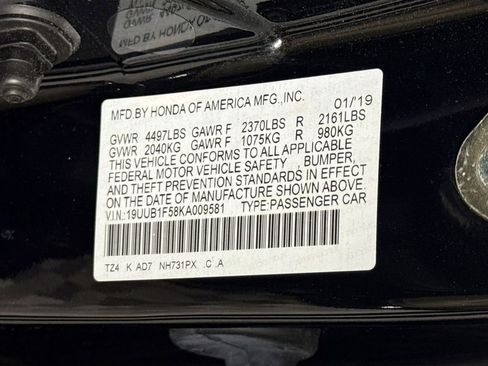 MFD.BY HONDA OF AMERICA MFG.,INC. 01/'19
GVWR 4497LBS GAWR F 2370LBS R 2161LBS
GVWR 2040KG GAWR F 1075KG R 980KG
THIS VEHICLE CONFORMS TO ALL APPLICABLE
FEDERAL MOTOR VEHICLE SAFETY , BUMPER,
AND THEFT PREVENTION STANDARDS IN EFFECT
ON THE DATE OF MANUFACTURE SHOWN ABOVE.
V.I.N.:19UUB1F58KA009581 TYPE:PASSENGER CAR
TZ4 K AD7 NH731PX .C .A